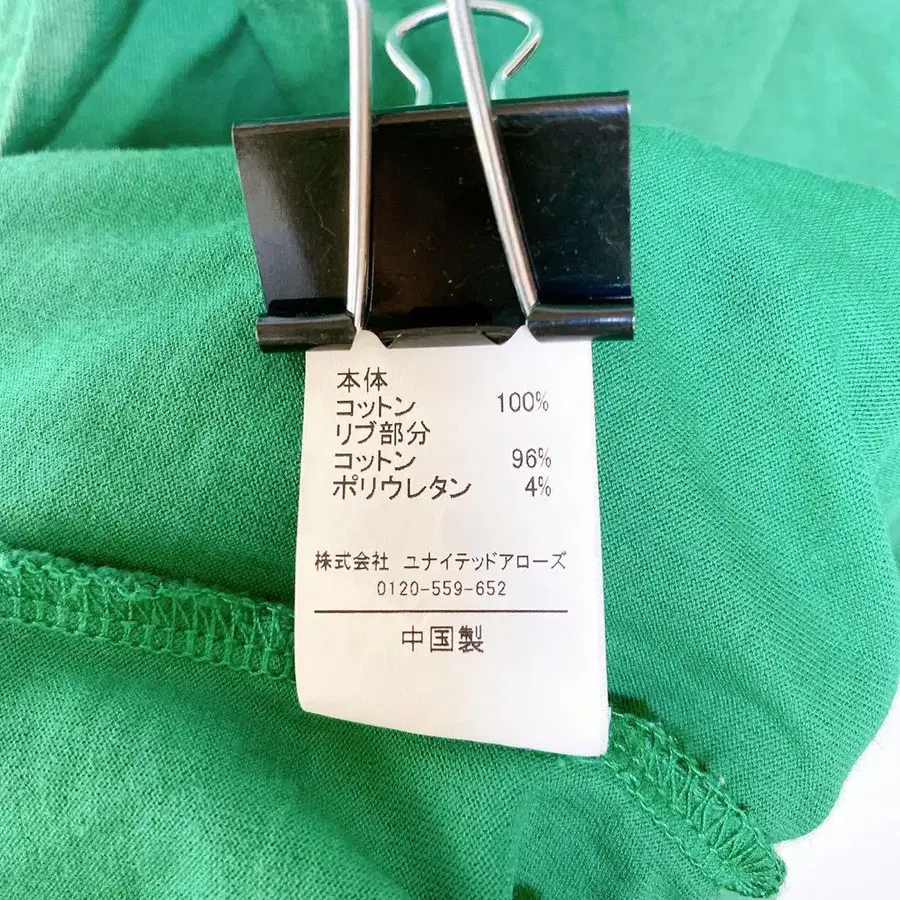 本体
コットン 100%
リブ部分
コットン 96%
ポリウレタン 4%
株式会社 ユナイテッドアローズ
0120-559-652
中国製